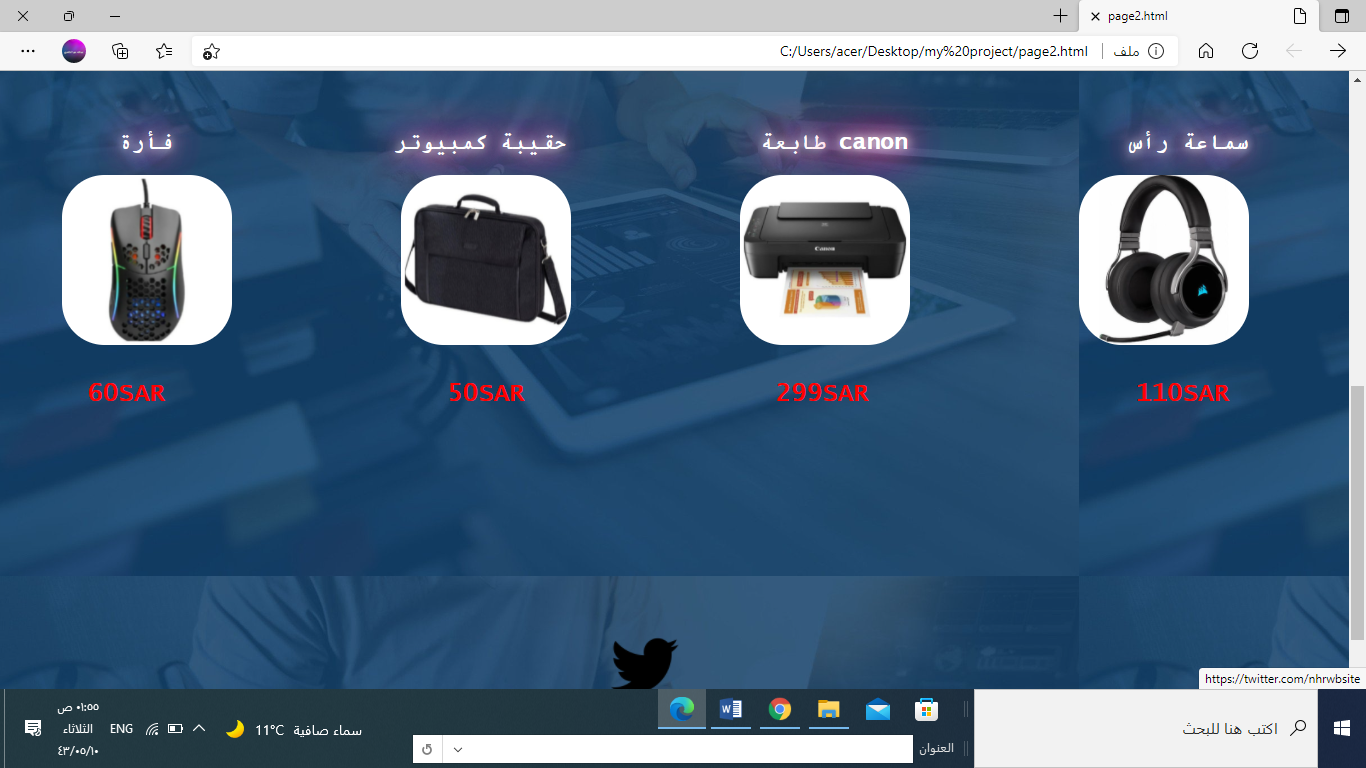 page2.html
C:/Users/acer/Desktop/my%20project/page2.html
ملف
سماعة رأس
طابعة canon
حقيبة كمبيوتر
فأرة
Canon
110SAR
299SAR
50SAR
60SAR
https://twitter.com/nhrwbsite
اكتب هنا للبحث
العنوان
سماء صافية 11°C
ENG
٠١:٥٥ ص
الثلاثاء
٤٣/٠٥/١٠